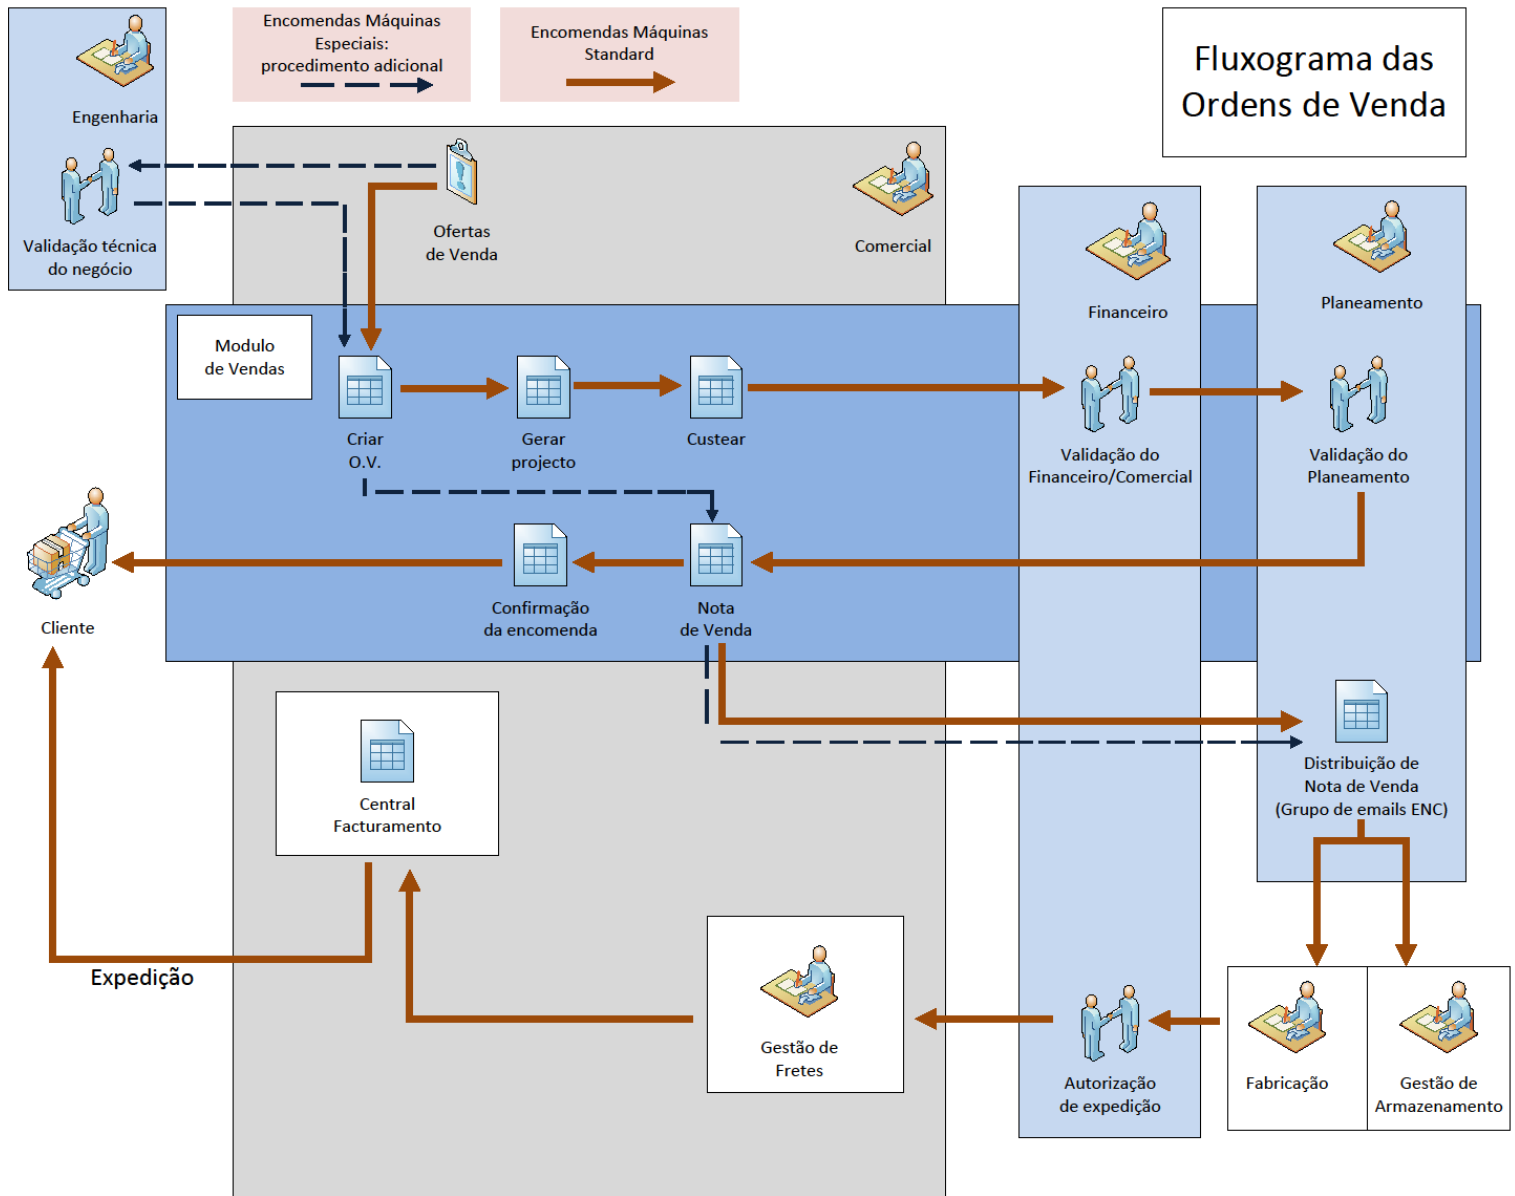 Encomendas Máquinas
Especiais:
procedimento adicional
Encomendas Máquinas
Standard
Fluxograma das
Ordens de Venda
Engenharia
Validação técnica
do negócio
Ofertas
de Venda
Comercial
Financeiro
Planeamento
Modulo
de Vendas
Criar
O.V.
Gerar
projecto
Custear
Validação do
Financeiro/Comercial
Validação do
Planeamento
Cliente
Confirmação
da encomenda
Nota
de Venda
Distribuição de
Nota de Venda
(Grupo de emails ENC)
Central
Facturamento
Expedição
Gestão de
Fretes
Autorização
de expedição
Fabricação
Gestão de
Armazenamento